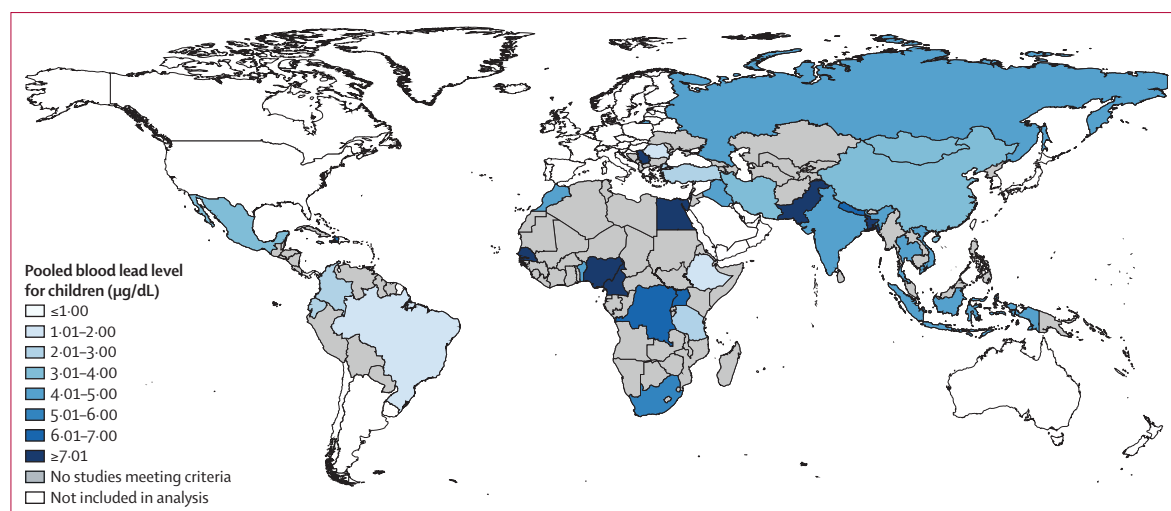 Pooled blood lead level
for children (µg/dL)
≤1·00
1·01–2·00
2·01–3·00
3·01–4·00
4·01–5·00
5·01–6·00
6·01–7·00
≥7·01
No studies meeting criteria
Not included in analysis